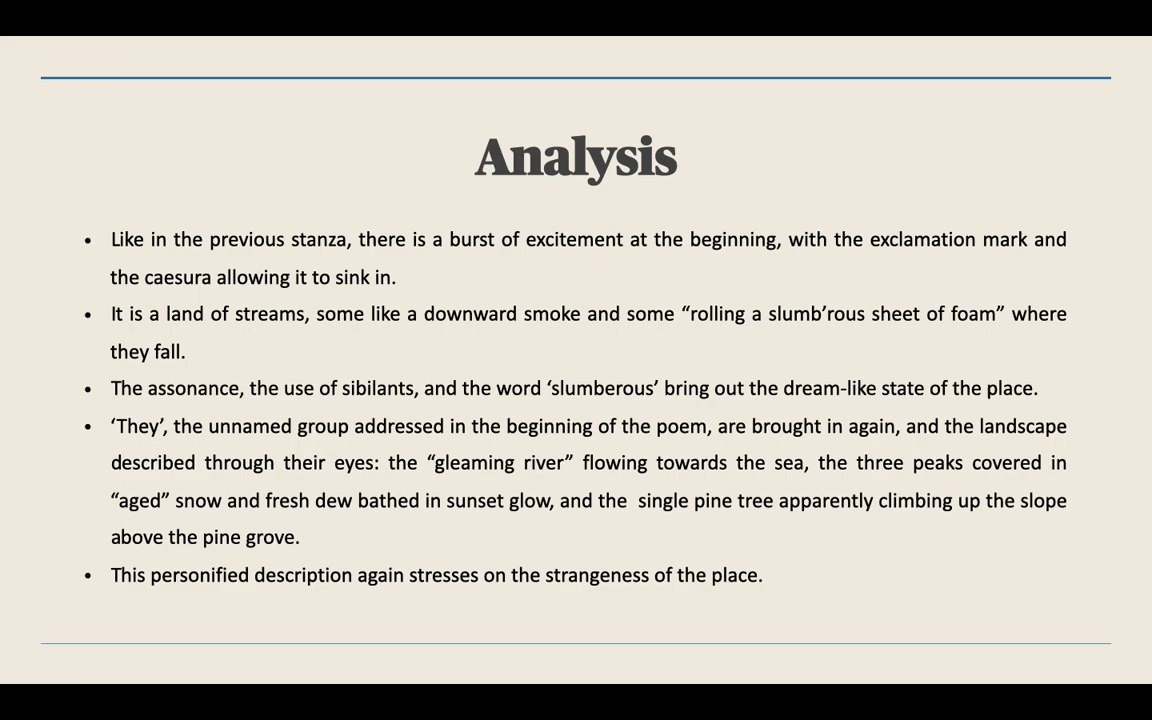 Analysis
• Like in the previous stanza, there is a burst of excitement at the beginning, with the exclamation mark and
the caesura allowing it to sink in.
• It is a land of streams, some like a downward smoke and some “rolling a slumb’rous sheet of foam” where
they fall.
• The assonance, the use of sibilants, and the word ‘slumberous’ bring out the dream-like state of the place.
• ‘They’, the unnamed group addressed in the beginning of the poem, are brought in again, and the landscape
described through their eyes: the “gleaming river” flowing towards the sea, the three peaks covered in
“aged” snow and fresh dew bathed in sunset glow, and the  single pine tree apparently climbing up the slope
above the pine grove.
• This personified description again stresses on the strangeness of the place.